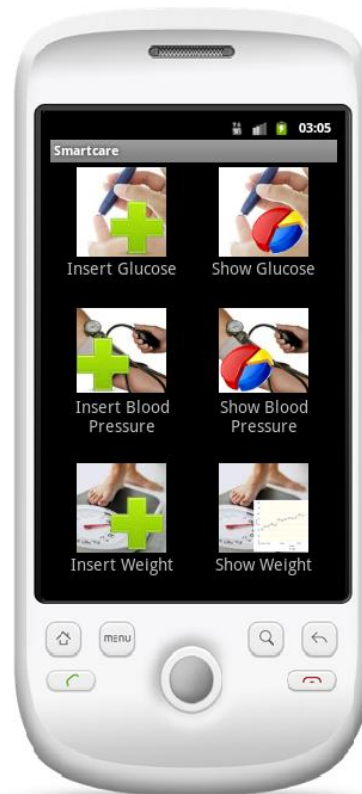 03:05
Smartcare
Insert Glucose
Show Glucose
Insert Blood
Pressure
Show Blood
Pressure
Insert Weight
Show Weight
menu